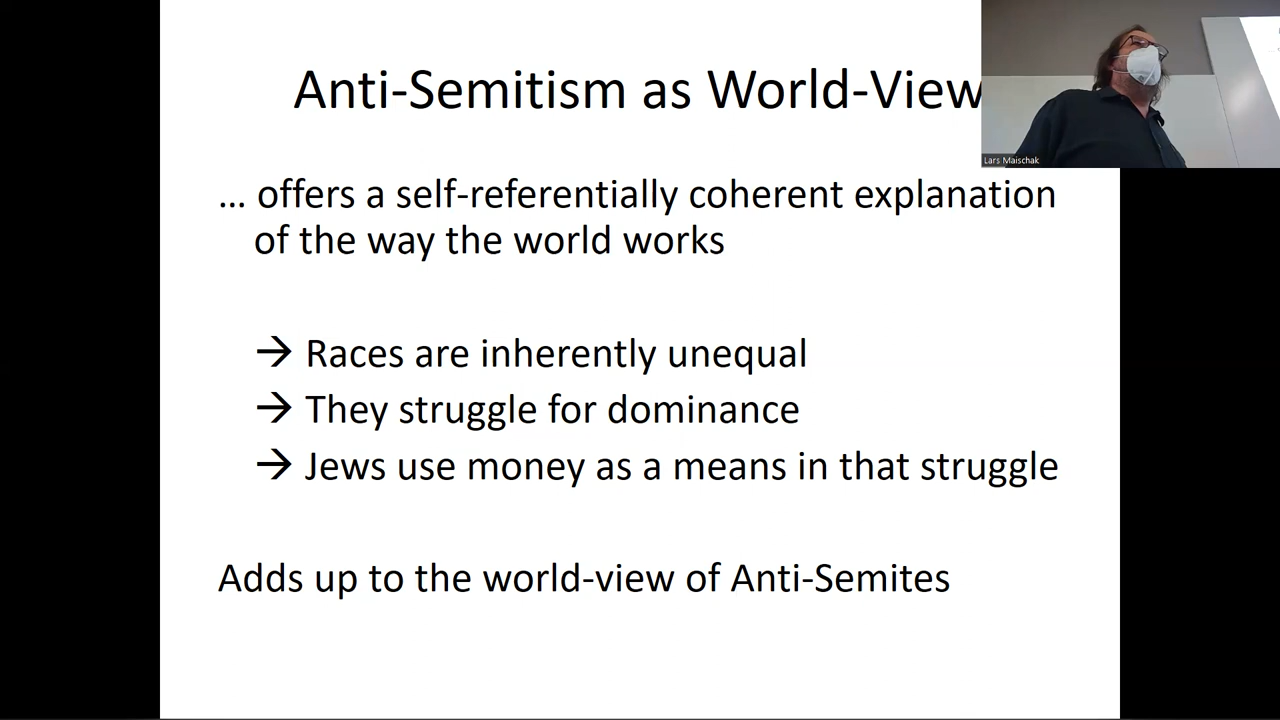 Anti-Semitism as World-View
Lars Maischak
... offers a self-referentially coherent explanation
of the way the world works
→ Races are inherently unequal
→ They struggle for dominance
→ Jews use money as a means in that struggle
Adds up to the world-view of Anti-Semites